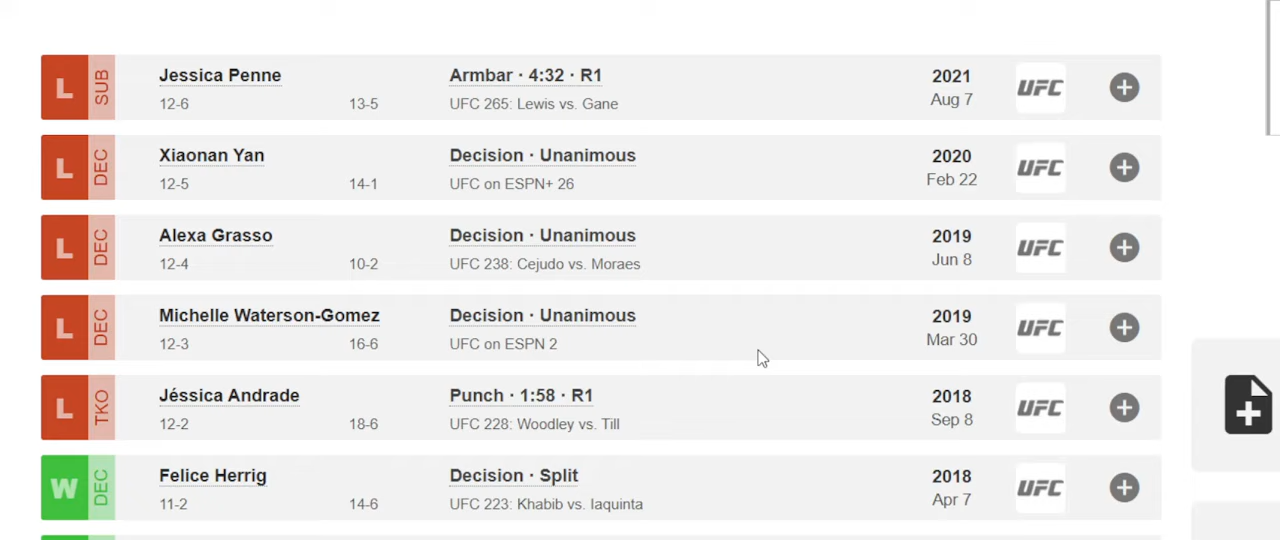 L SUB Jessica Penne Armbar · 4:32 · R1 2021 UFC
12-6 13-5 UFC 265: Lewis vs. Gane Aug 7
L DEC Xiaonan Yan Decision · Unanimous 2020 UFC
12-5 14-1 UFC on ESPN+ 26 Feb 22
L DEC Alexa Grasso Decision · Unanimous 2019 UFC
12-4 10-2 UFC 238: Cejudo vs. Moraes Jun 8
L DEC Michelle Waterson-Gomez Decision · Unanimous 2019 UFC
12-3 16-6 UFC on ESPN 2 Mar 30
L TKO Jéssica Andrade Punch · 1:58 · R1 2018 UFC
12-2 18-6 UFC 228: Woodley vs. Till Sep 8
W DEC Felice Herrig Decision · Split 2018 UFC
11-2 14-6 UFC 223: Khabib vs. Iaquinta Apr 7